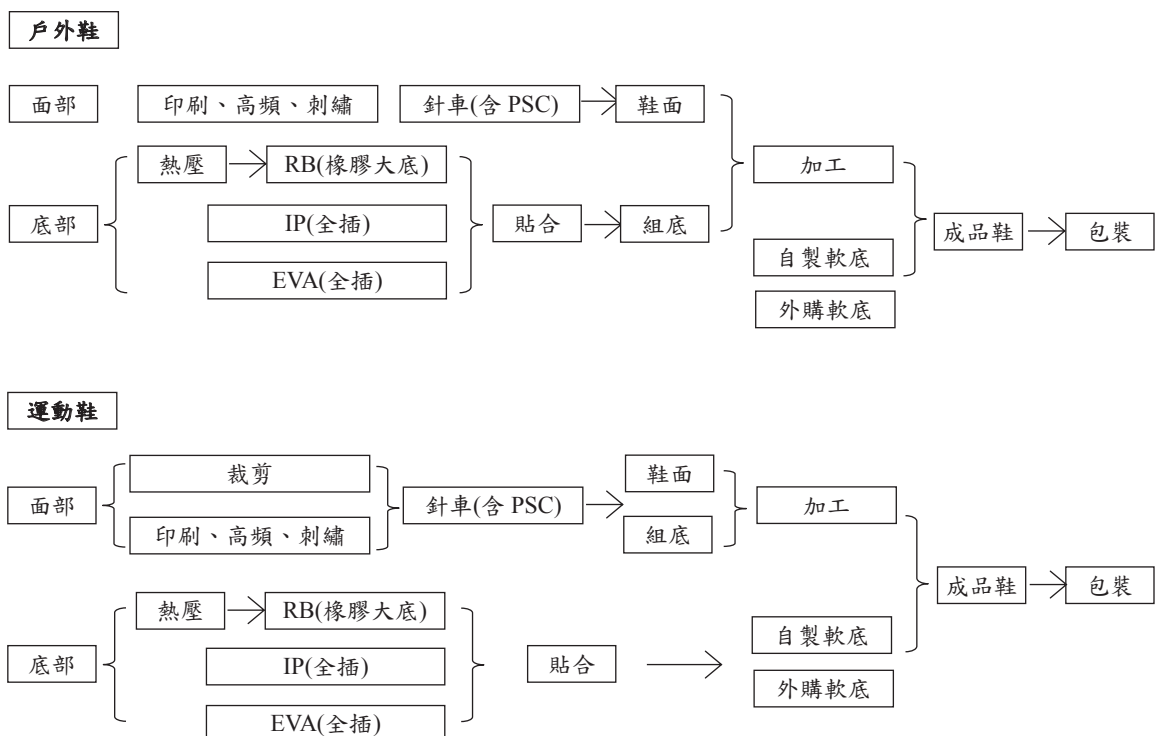 戶外鞋
面部 印刷、高頻、刺繡 針車(含 PSC) 鞋面
熱壓 RB(橡膠大底) 加工
底部 IP(全插) 貼合 組底 成品鞋 包裝
EVA(全插) 自製軟底
外購軟底
運動鞋
裁剪 鞋面
面部 針車(含 PSC) 加工
印刷、高頻、刺繡 組底
成品鞋 包裝
熱壓 RB(橡膠大底) 自製軟底
底部 IP(全插) 貼合
外購軟底
EVA(全插)